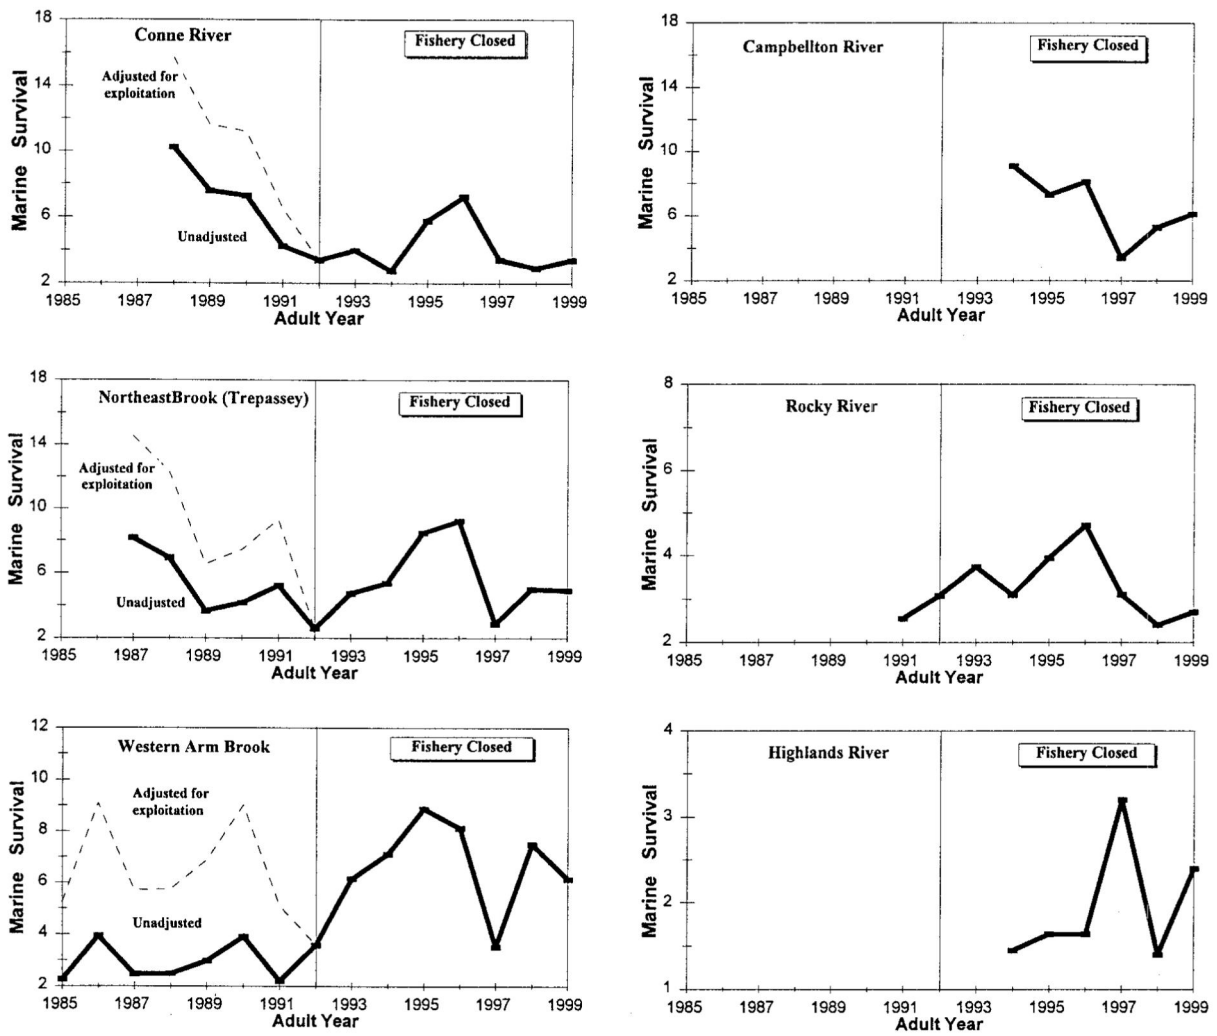 Conne River
Fishery Closed
Adjusted for
exploitation
Unadjusted
Marine Survival
18
14
10
6
2
1985 1987 1989 1991 1993 1995 1997 1999
Adult Year
Campbellton River
Fishery Closed
Marine Survival
18
14
10
6
2
1985 1987 1989 1991 1993 1995 1997 1999
Adult Year
NortheastBrook (Trepassey)
Fishery Closed
Adjusted for
exploitation
Unadjusted
Marine Survival
18
14
10
6
2
1985 1987 1989 1991 1993 1995 1997 1999
Adult Year
Rocky River
Fishery Closed
Marine Survival
8
6
4
2
1985 1987 1989 1991 1993 1995 1997 1999
Adult Year
Western Arm Brook
Fishery Closed
Adjusted for
exploitation
Unadjusted
Marine Survival
12
10
8
6
4
2
1985 1987 1989 1991 1993 1995 1997 1999
Adult Year
Highlands River
Fishery Closed
Marine Survival
4
3
2
1
1985 1987 1989 1991 1993 1995 1997 1999
Adult Year